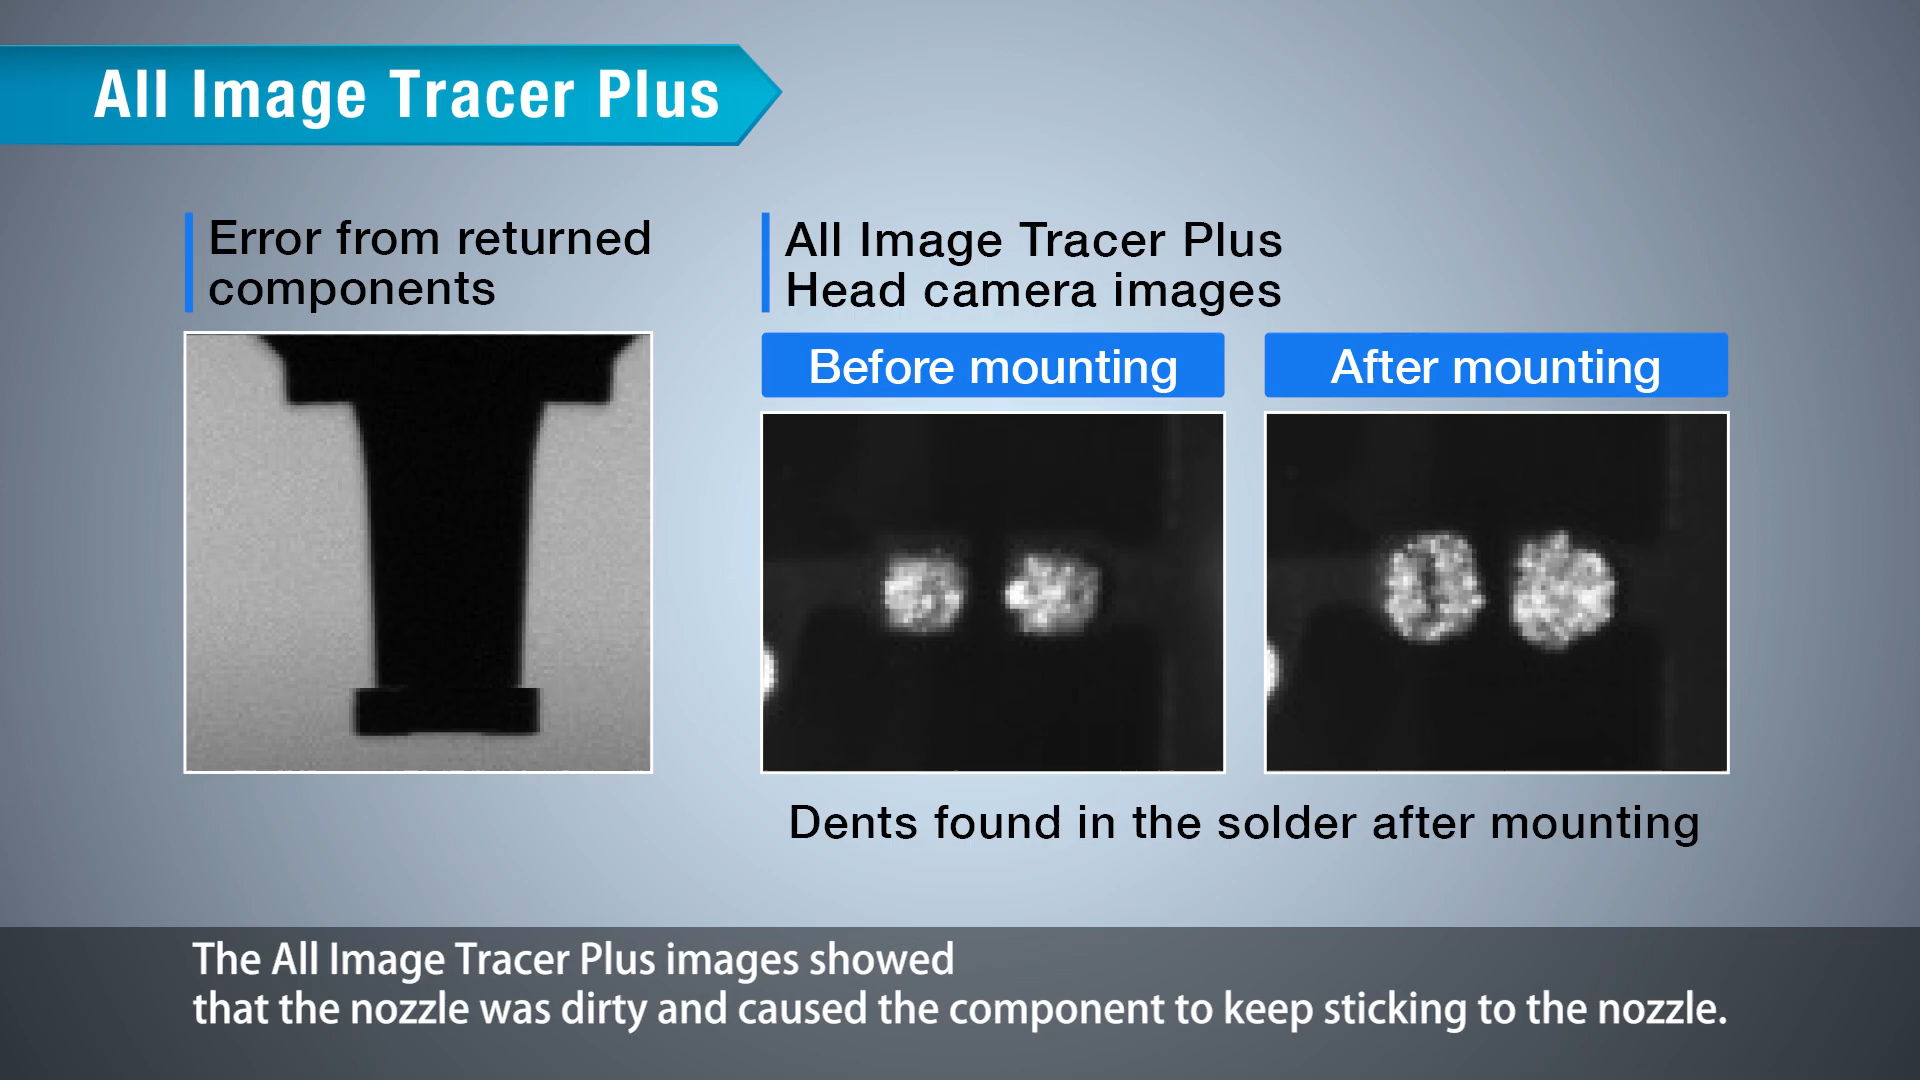 All Image Tracer Plus
Error from returned
components
All Image Tracer Plus
Head camera images
Before mounting
After mounting
Dents found in the solder after mounting
The All Image Tracer Plus images showed
that the nozzle was dirty and caused the component to keep sticking to the nozzle.